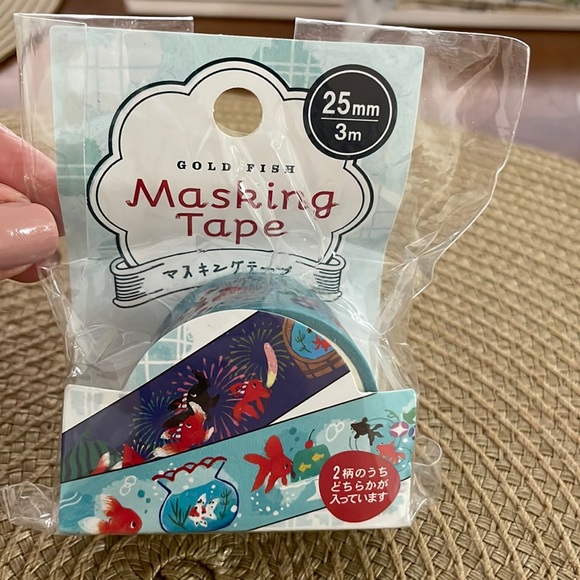 25mm
3m
GOLD FISH
Masking
Tape
マスキングテープ
2柄のうち
どちらかが
入っています